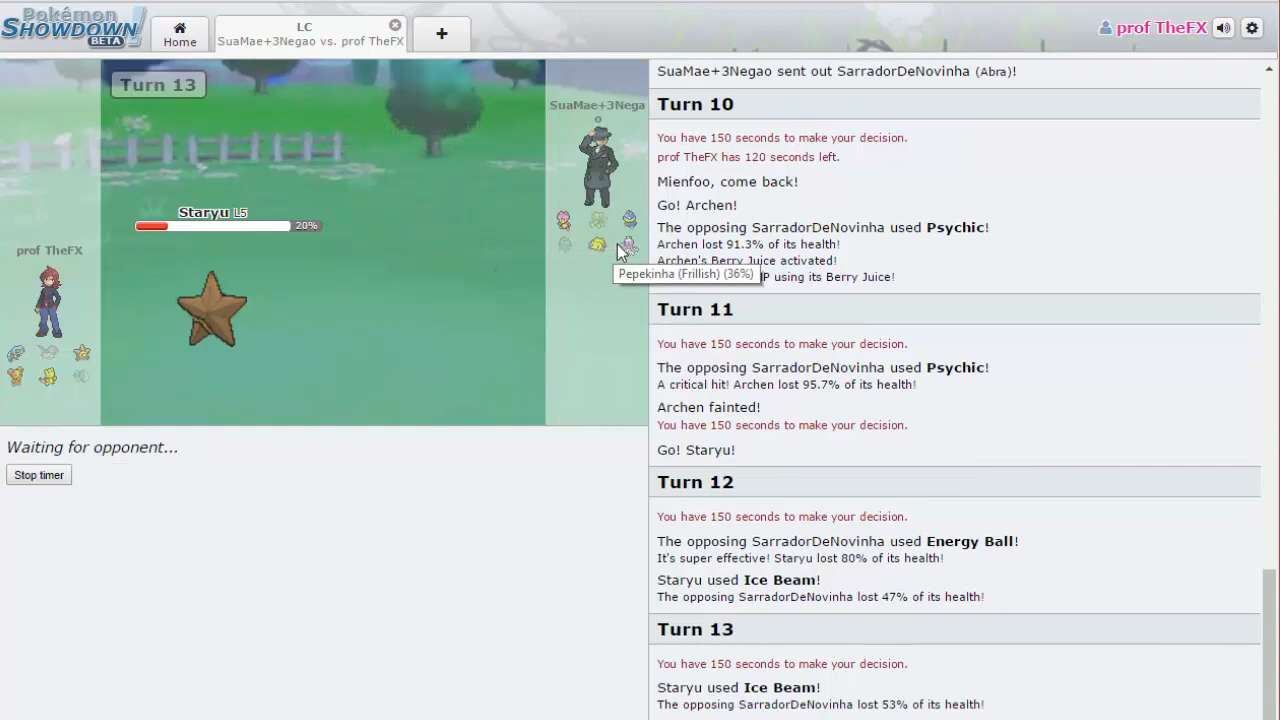 Pokémon
SHOWDOWN!
BETA
Home
LC
SuaMae+3Negao vs. prof TheFX
+
prof TheFX
Turn 13
SuaMae+3Nega
o
Staryu L5
20%
prof TheFX
Pepekinha (Frillish) (36%)
Waiting for opponent...
Stop timer
SuaMae+3Negao sent out SarradorDeNovinha (Abra)!
Turn 10
You have 150 seconds to make your decision.
prof TheFX has 120 seconds left.
Mienfoo, come back!
Go! Archen!
The opposing SarradorDeNovinha used Psychic!
Archen lost 91.3% of its health!
Archen's Berry Juice activated!
P using its Berry Juice!
Turn 11
You have 150 seconds to make your decision.
The opposing SarradorDeNovinha used Psychic!
A critical hit! Archen lost 95.7% of its health!
Archen fainted!
You have 150 seconds to make your decision.
Go! Staryu!
Turn 12
You have 150 seconds to make your decision.
The opposing SarradorDeNovinha used Energy Ball!
It's super effective! Staryu lost 80% of its health!
Staryu used Ice Beam!
The opposing SarradorDeNovinha lost 47% of its health!
Turn 13
You have 150 seconds to make your decision.
Staryu used Ice Beam!
The opposing SarradorDeNovinha lost 53% of its health!